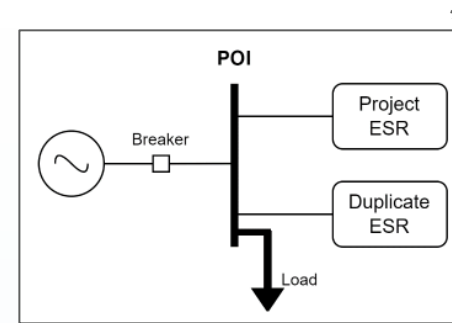 POI
Project
ESR
Breaker
Duplicate
ESR
Load